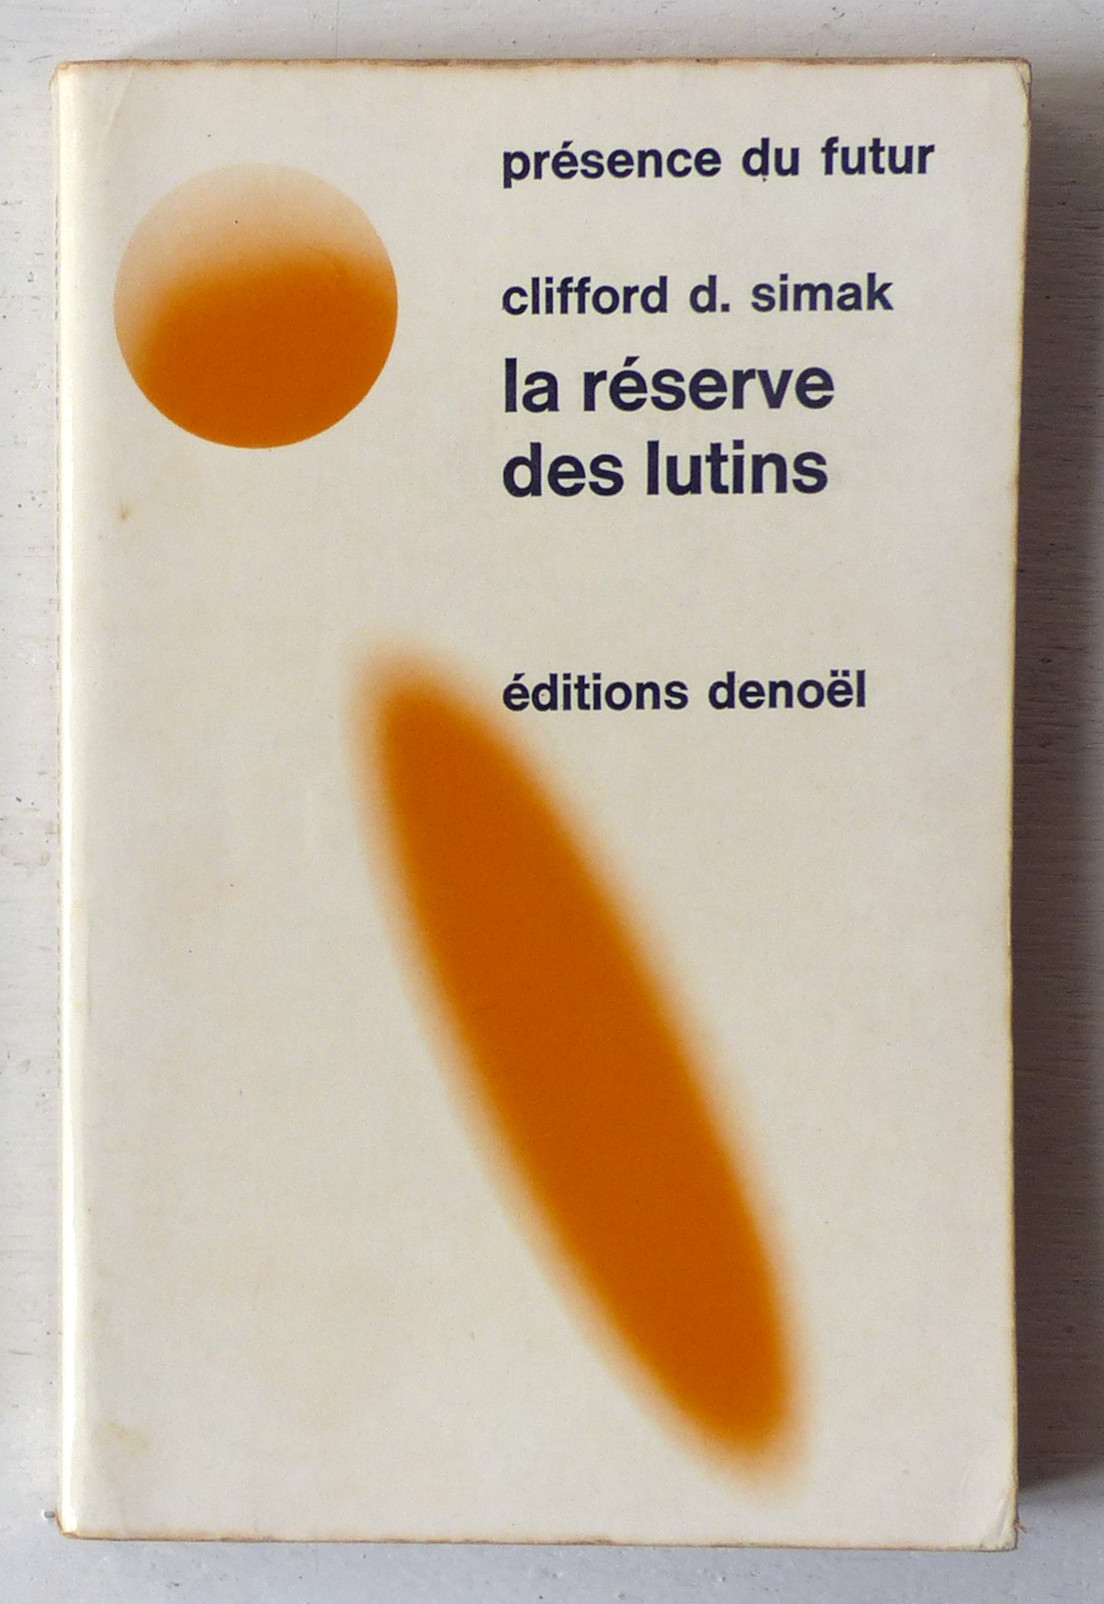 présence du futur
clifford d. simak
la réserve
des lutins
éditions denoël